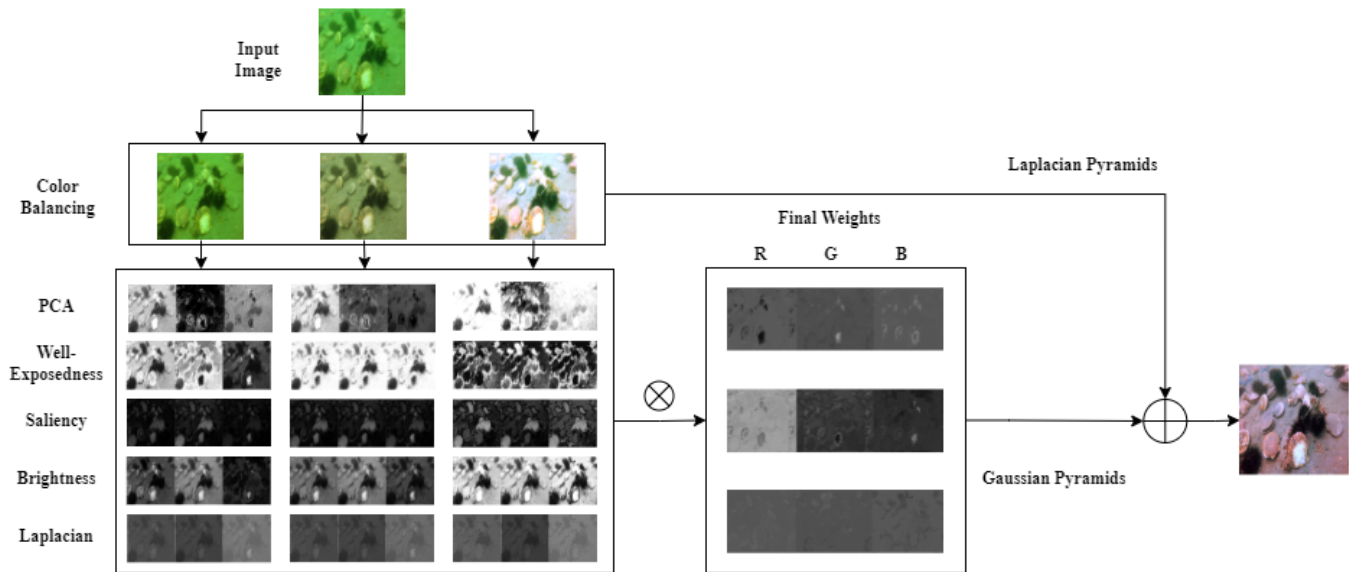 Input
Image
Color
Balancing
Laplacian Pyramids
Final Weights
R G B
PCA
Well-
Exposedness
Saliency
Brightness
Laplacian
Gaussian Pyramids